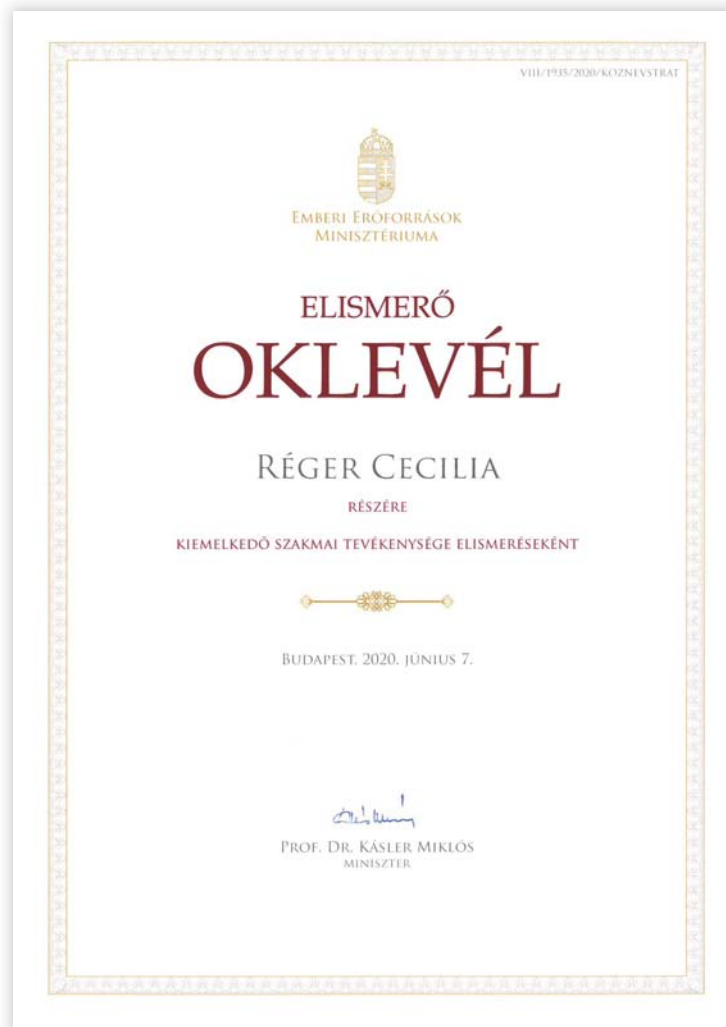 VIII/1935/2020/KOZNEVSTRAT
EMBERI ERŐFORRÁSOK
MINISZTÉRIUMA
ELISMERŐ
OKLEVÉL
RÉGER CECILIA
RÉSZÉRE
KIEMELKEDŐ SZAKMAI TEVÉKENYSÉGE ELISMERÉSEKÉNT
BUDAPEST, 2020. JÚNIUS 7.
PROF. DR. KÁSLER MIKLÓS
MINISZTER